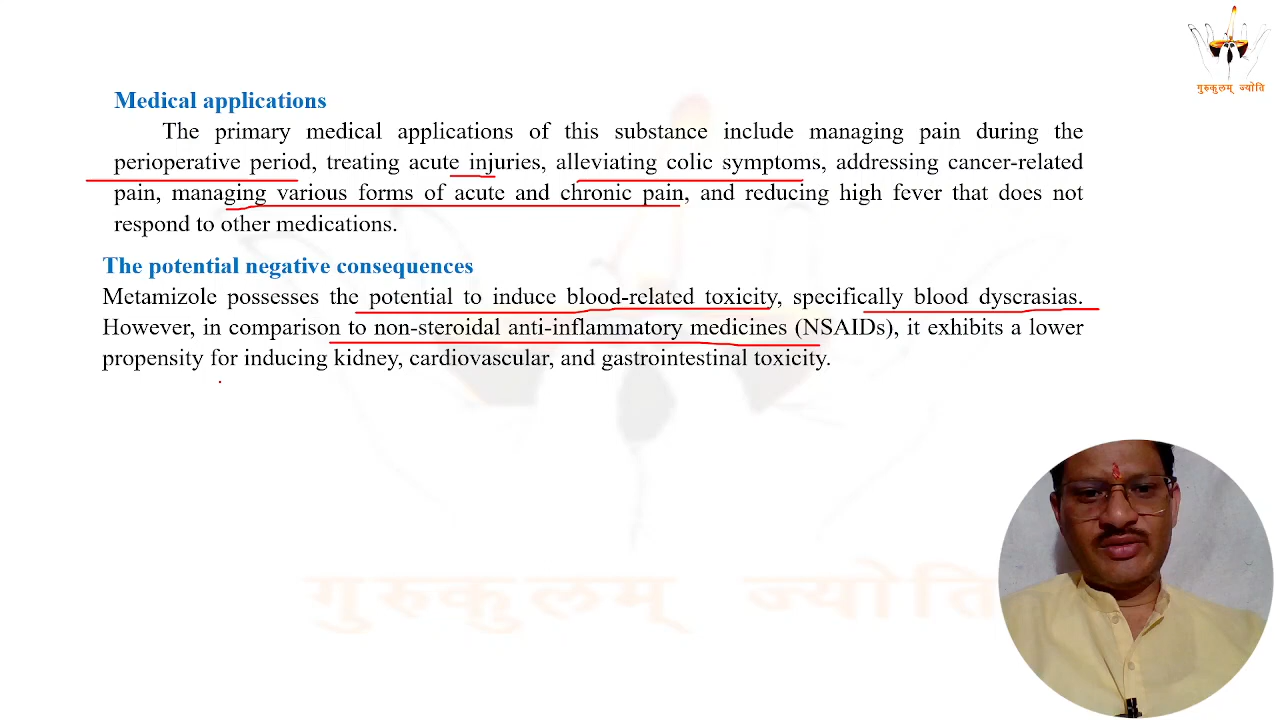 गुरुकुलम् ज्योति
Medical applications
The primary medical applications of this substance include managing pain during the
perioperative period, treating acute injuries, alleviating colic symptoms, addressing cancer-related
pain, managing various forms of acute and chronic pain, and reducing high fever that does not
respond to other medications.
The potential negative consequences
Metamizole possesses the potential to induce blood-related toxicity, specifically blood dyscrasias.
However, in comparison to non-steroidal anti-inflammatory medicines (NSAIDs), it exhibits a lower
propensity for inducing kidney, cardiovascular, and gastrointestinal toxicity.
गुरुकुलम् ज्योति